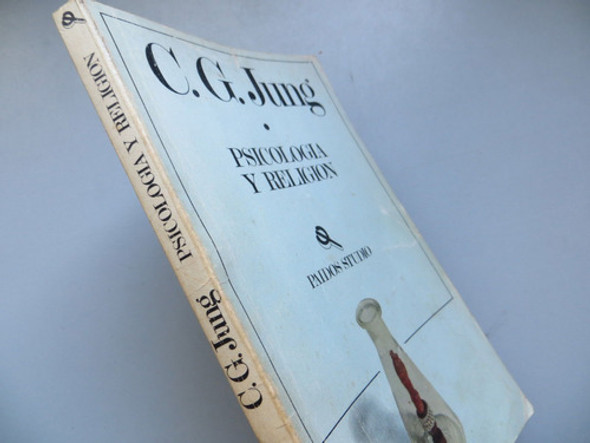 C.G. Jung
PSICOLOGIA
Y RELIGION
PAIDOS STUDIO
C.G. Jung PSICOLOGIA Y RELIGION